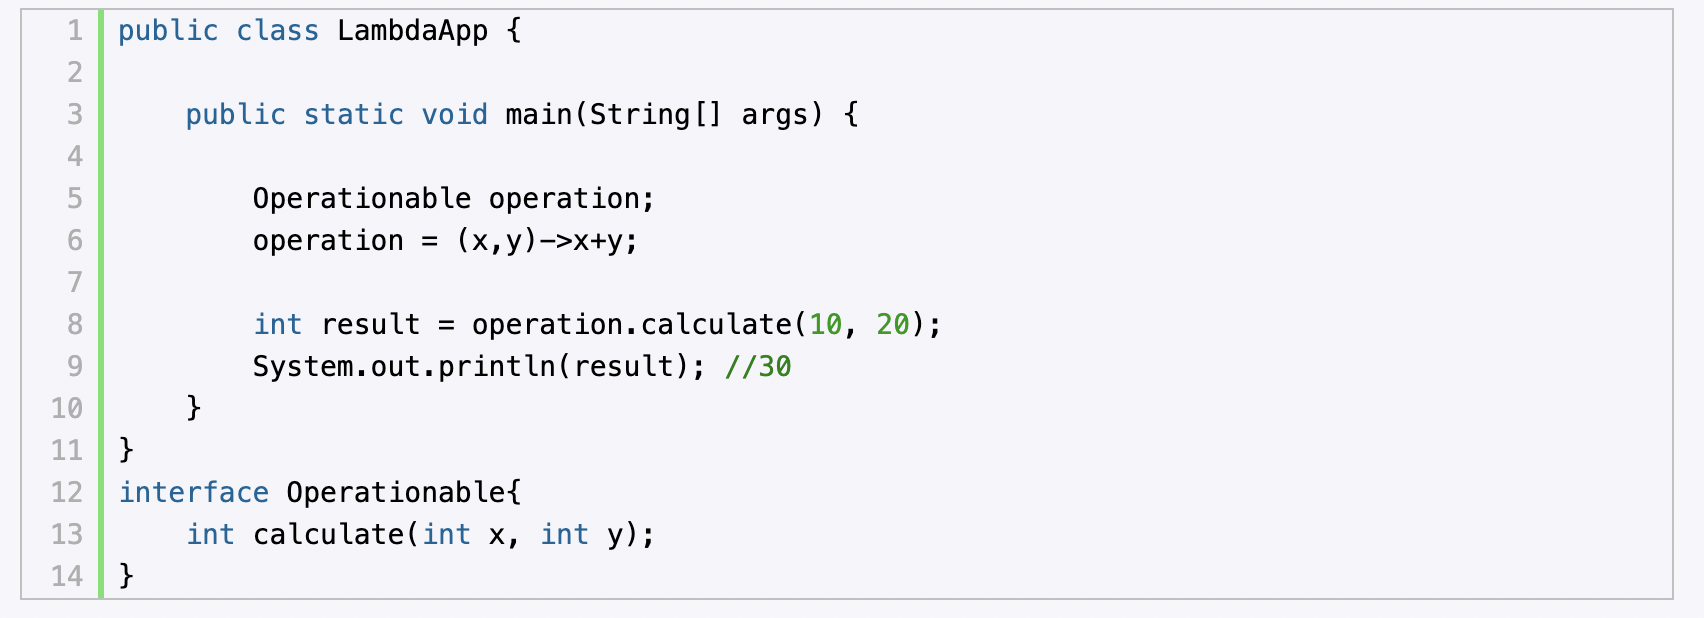 1 public class LambdaApp {
2
3     public static void main(String[] args) {
4
5         Operationable operation;
6         operation = (x,y)->x+y;
7
8         int result = operation.calculate(10, 20);
9         System.out.println(result); //30
10     }
11 }
12 interface Operationable{
13     int calculate(int x, int y);
14 }